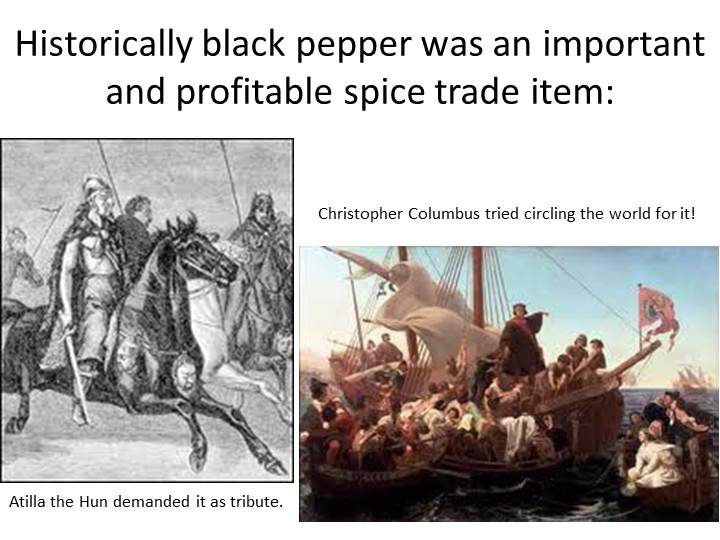 Historically black pepper was an important
and profitable spice trade item:
Christopher Columbus tried circling the world for it!
Atilla the Hun demanded it as tribute.